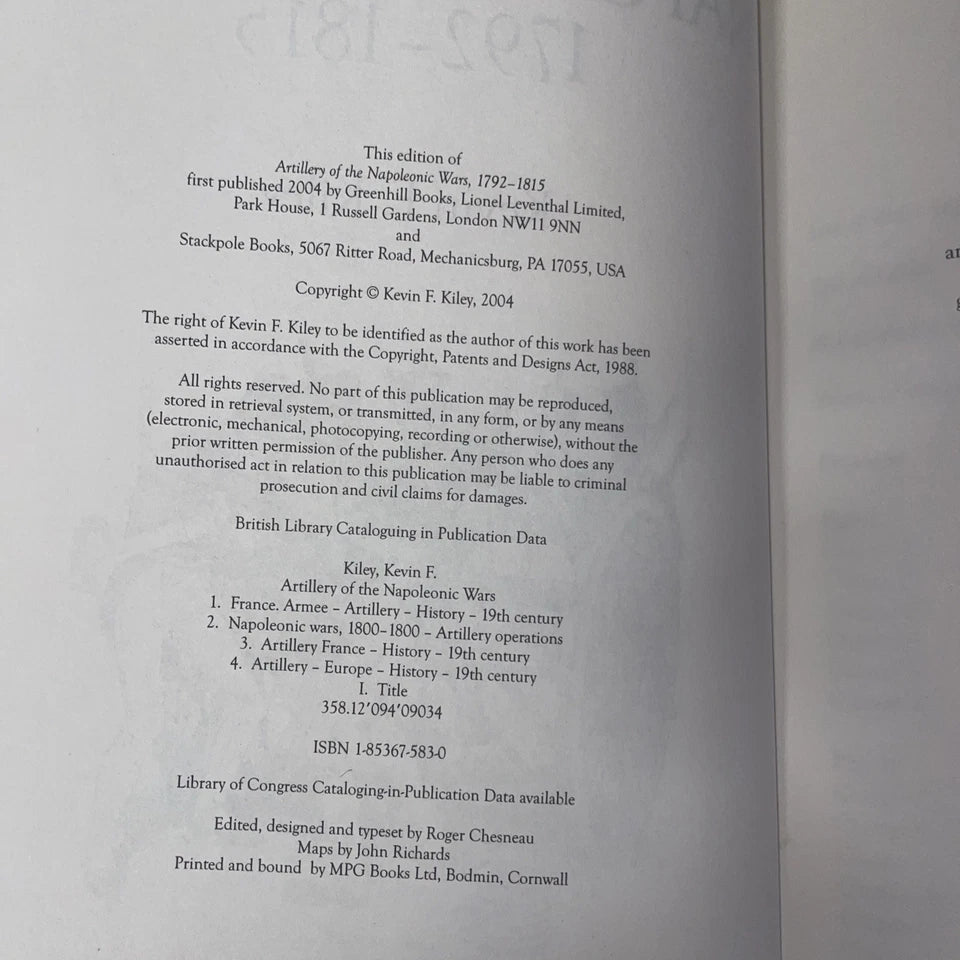 1792–1815
This edition of
Artillery of the Napoleonic Wars, 1792–1815
first published 2004 by Greenhill Books, Lionel Leventhal Limited,
Park House, 1 Russell Gardens, London NW11 9NN
and
Stackpole Books, 5067 Ritter Road, Mechanicsburg, PA 17055, USA
Copyright © Kevin F. Kiley, 2004
The right of Kevin F. Kiley to be identified as the author of this work has been
asserted in accordance with the Copyright, Patents and Designs Act, 1988.
All rights reserved. No part of this publication may be reproduced,
stored in retrieval system, or transmitted, in any form, or by any means
(electronic, mechanical, photocopying, recording or otherwise), without the
prior written permission of the publisher. Any person who does any
unauthorised act in relation to this publication may be liable to criminal
prosecution and civil claims for damages.
British Library Cataloguing in Publication Data
Kiley, Kevin F.
Artillery of the Napoleonic Wars
1. France. Armee – Artillery – History – 19th century
2. Napoleonic wars, 1800–1800 – Artillery operations
3. Artillery France – History – 19th century
4. Artillery – Europe – History – 19th century
I. Title
358.12'094'09034
ISBN 1-85367-583-0
Library of Congress Cataloging-in-Publication Data available
Edited, designed and typeset by Roger Chesneau
Maps by John Richards
Printed and bound by MPG Books Ltd, Bodmin, Cornwall